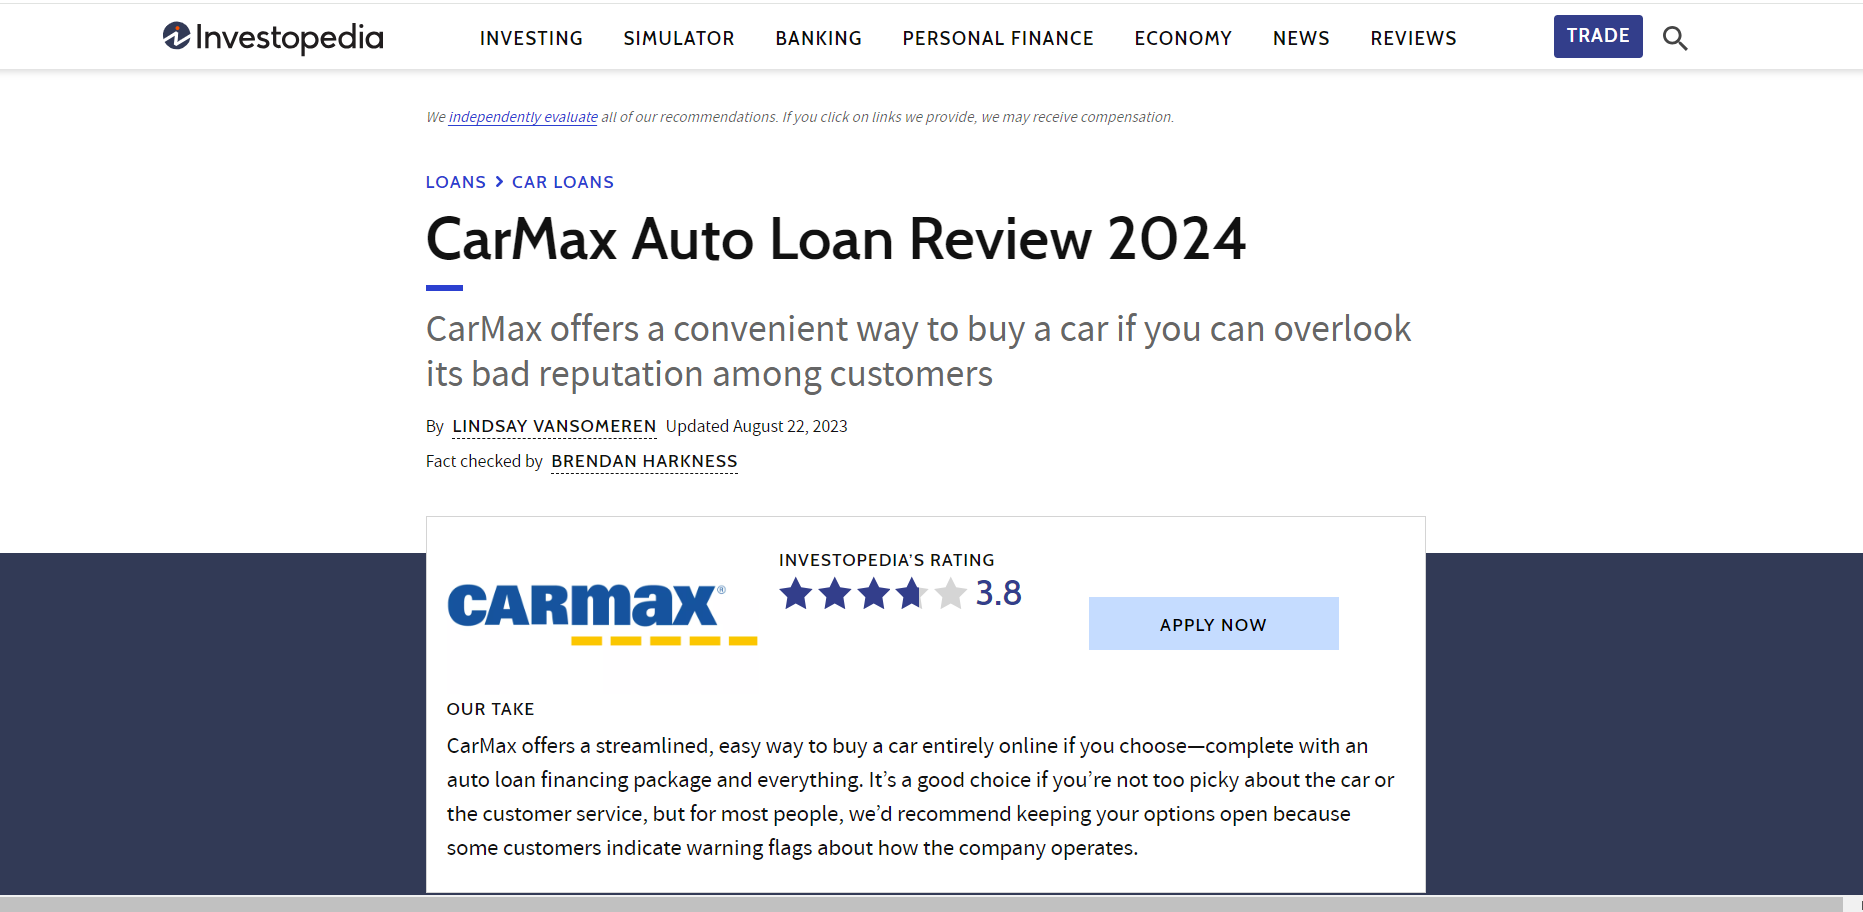 Investopedia
INVESTING SIMULATOR BANKING PERSONAL FINANCE ECONOMY NEWS REVIEWS
TRADE
We independently evaluate all of our recommendations. If you click on links we provide, we may receive compensation.
LOANS > CAR LOANS
CarMax Auto Loan Review 2024
CarMax offers a convenient way to buy a car if you can overlook
its bad reputation among customers
By LINDSAY VANSOMEREN Updated August 22, 2023
Fact checked by BRENDAN HARKNESS
CARMAX®
INVESTOPEDIA'S RATING
3.8
APPLY NOW
OUR TAKE
CarMax offers a streamlined, easy way to buy a car entirely online if you choose—complete with an
auto loan financing package and everything. It’s a good choice if you’re not too picky about the car or
the customer service, but for most people, we’d recommend keeping your options open because
some customers indicate warning flags about how the company operates.